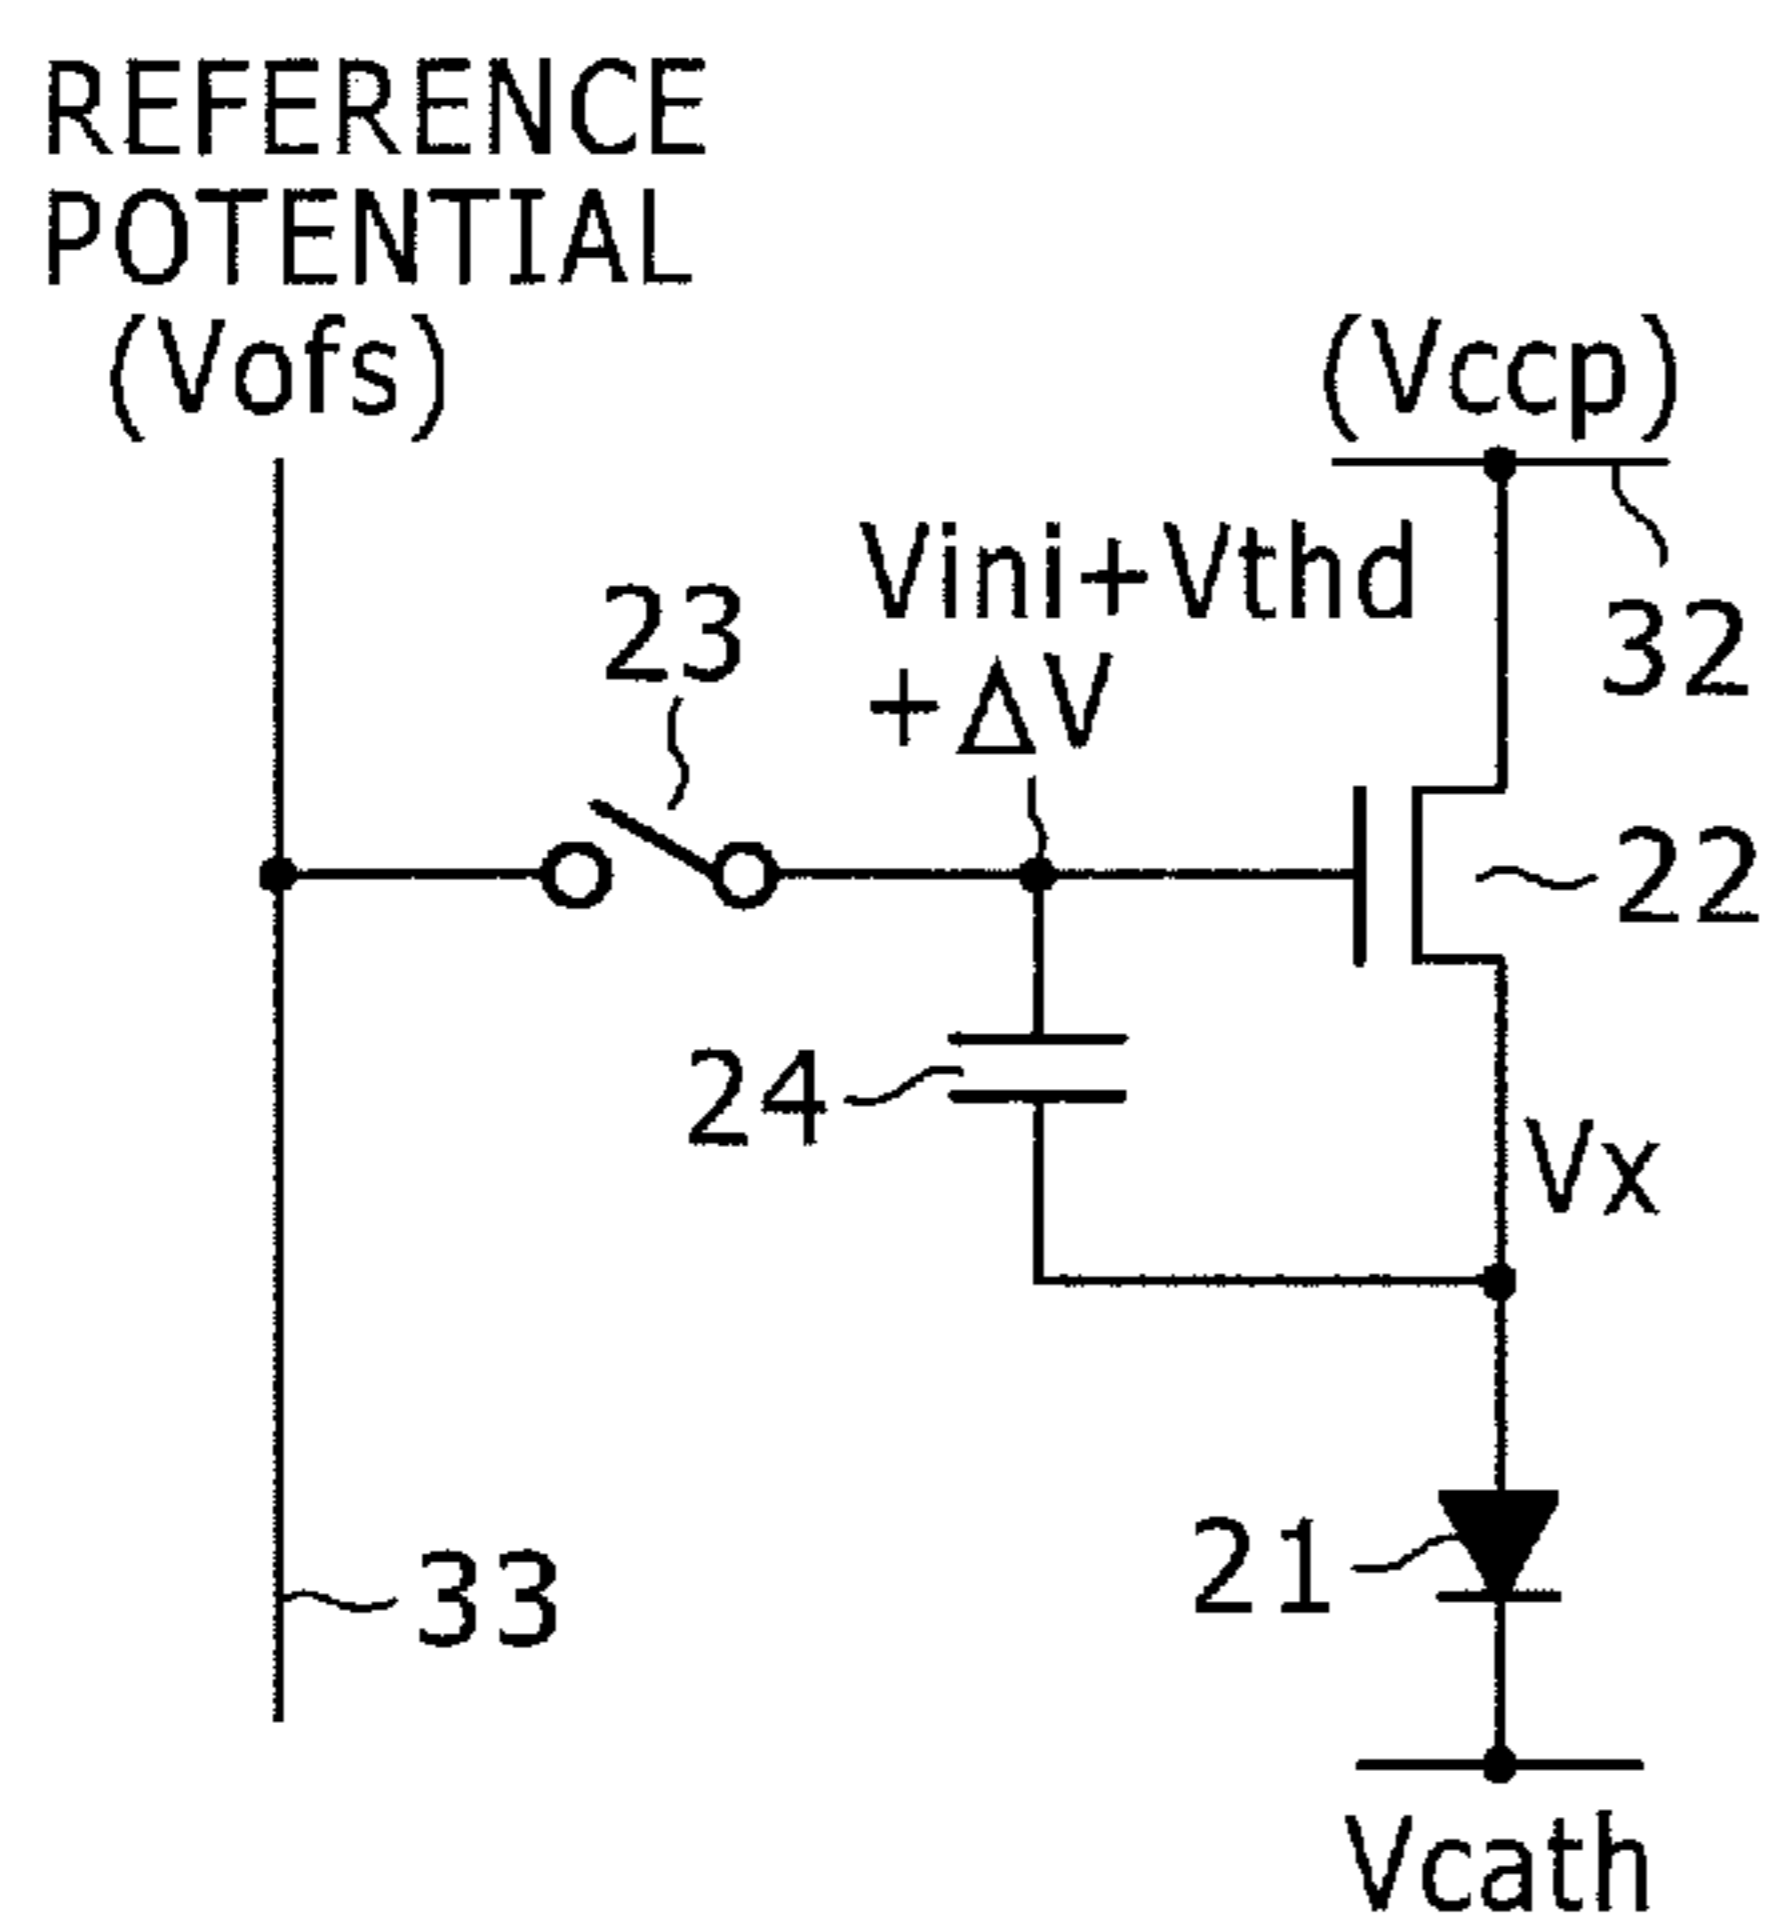 REFERENCE
POTENTIAL
(Vofs)
(Vccp)
Vini+Vthd
+ΔV
23
32
22
24
Vx
21
33
Vcath